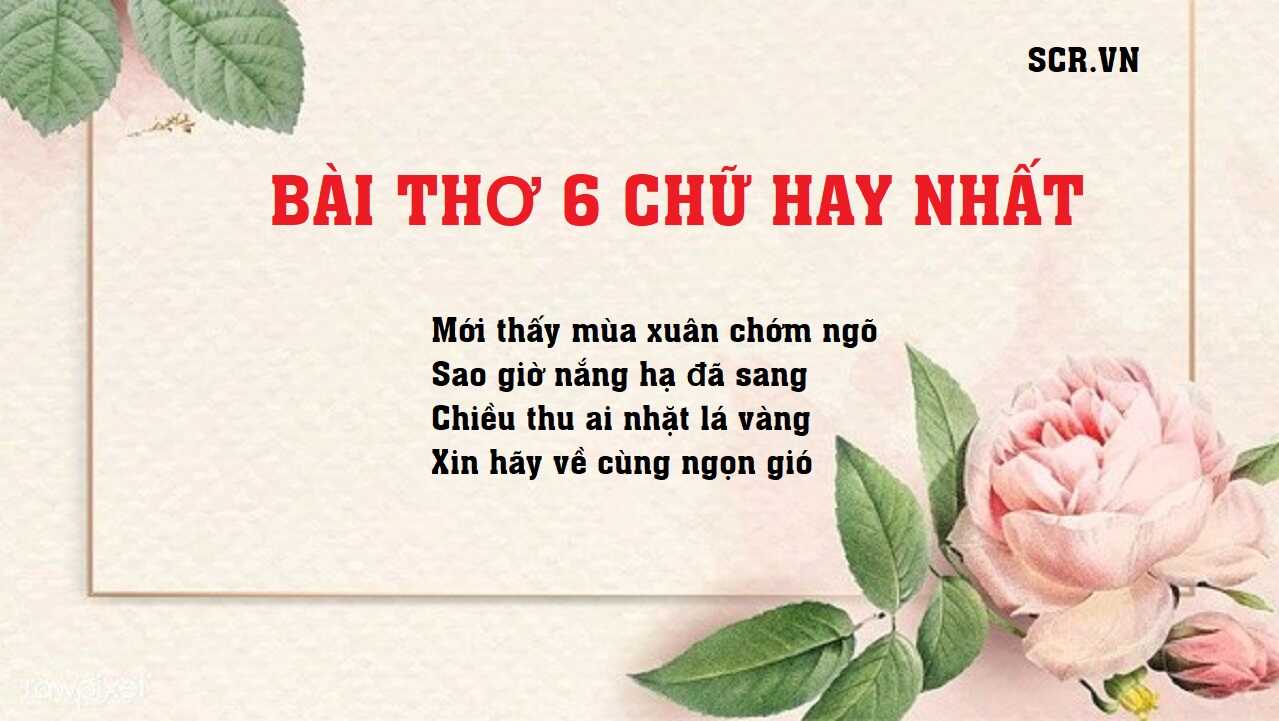 SCR.VN
BÀI THƠ 6 CHỮ HAY NHẤT
Mới thấy mùa xuân chớm ngõ
Sao giờ nắng hạ đã sang
Chiều thu ai nhặt lá vàng
Xin hãy về cùng ngọn gió
rawpixel